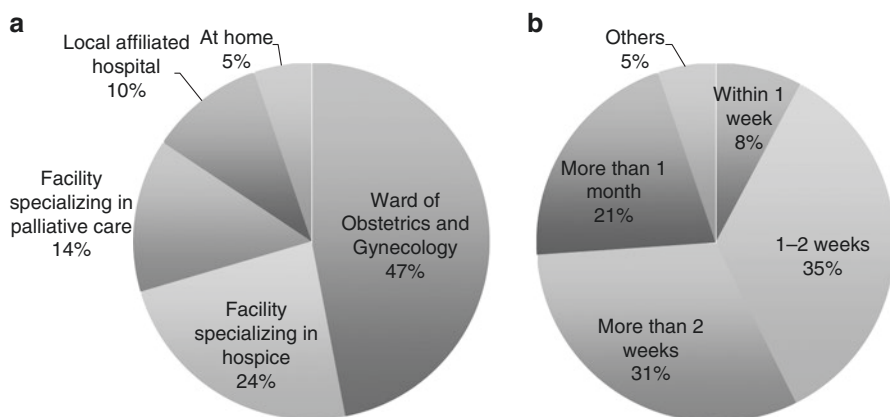 a
Local affiliated
hospital
10%
At home
5%
Facility
specializing in
palliative care
14%
Ward of
Obstetrics and
Gynecology
47%
Facility
specializing in
hospice
24%
b
Others
5%
Within 1
week
8%
More than 1
month
21%
1–2 weeks
35%
More than 2
weeks
31%